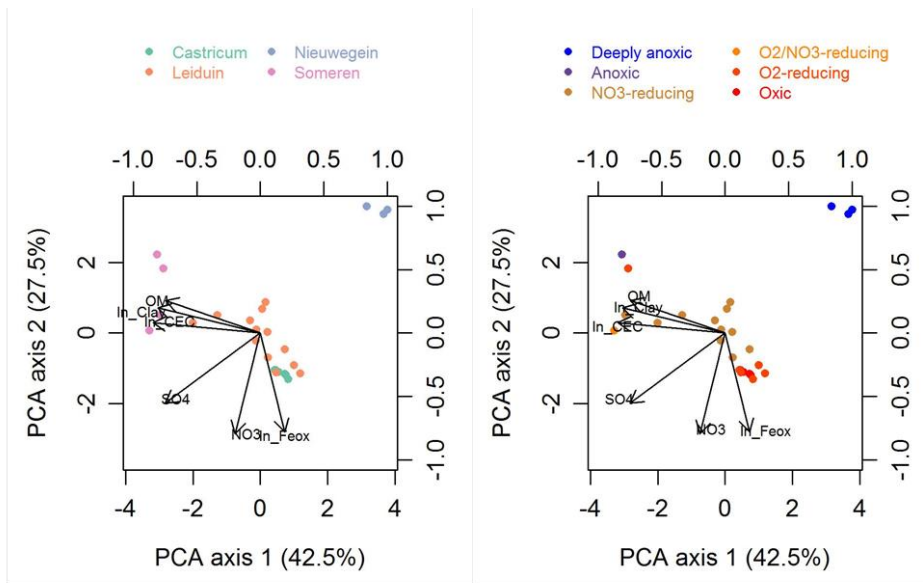 Castricum Nieuwegein
Leiduin Someren
-1.0 -0.5 0.0 0.5 1.0
PCA axis 2 (27.5%)
2
0
-2
1.0
0.5
0.0
-0.5
-1.0
OM
ln_Clay
ln_CEC
SO4
NO3
ln_Feox
-4 -2 0 2 4
PCA axis 1 (42.5%)
Deeply anoxic O2/NO3-reducing
Anoxic O2-reducing
NO3-reducing Oxic
-1.0 -0.5 0.0 0.5 1.0
PCA axis 2 (27.5%)
2
0
-2
1.0
0.5
0.0
-0.5
-1.0
OM
ln_Clay
ln_CEC
SO4
NO3
ln_Feox
-4 -2 0 2 4
PCA axis 1 (42.5%)